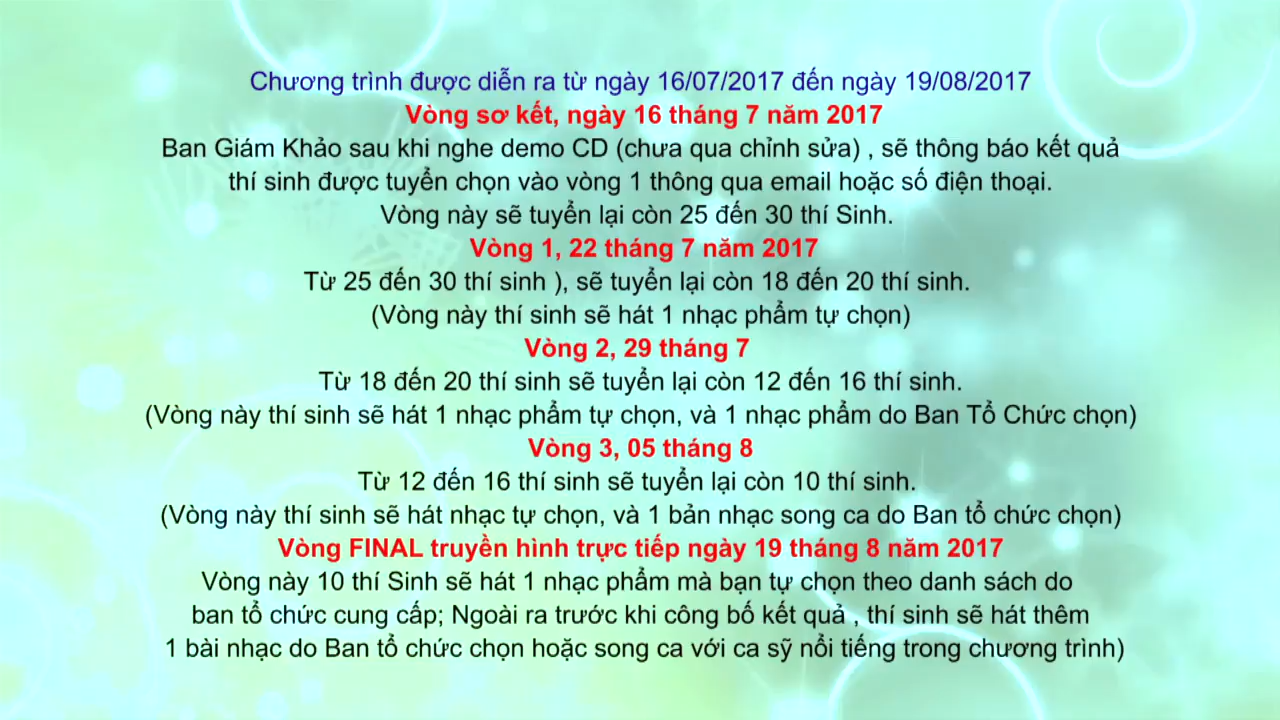 Chương trình được diễn ra từ ngày 16/07/2017 đến ngày 19/08/2017
Vòng sơ kết, ngày 16 tháng 7 năm 2017
Ban Giám Khảo sau khi nghe demo CD (chưa qua chỉnh sửa) , sẽ thông báo kết quả
thí sinh được tuyển chọn vào vòng 1 thông qua email hoặc số điện thoại.
Vòng này sẽ tuyển lại còn 25 đến 30 thí Sinh.
Vòng 1, 22 tháng 7 năm 2017
Từ 25 đến 30 thí sinh ), sẽ tuyển lại còn 18 đến 20 thí sinh.
(Vòng này thí sinh sẽ hát 1 nhạc phẩm tự chọn)
Vòng 2, 29 tháng 7
Từ 18 đến 20 thí sinh sẽ tuyển lại còn 12 đến 16 thí sinh.
(Vòng này thí sinh sẽ hát 1 nhạc phẩm tự chọn, và 1 nhạc phẩm do Ban Tổ Chức chọn)
Vòng 3, 05 tháng 8
Từ 12 đến 16 thí sinh sẽ tuyển lại còn 10 thí sinh.
(Vòng này thí sinh sẽ hát nhạc tự chọn, và 1 bản nhạc song ca do Ban tổ chức chọn)
Vòng FINAL truyền hình trực tiếp ngày 19 tháng 8 năm 2017
Vòng này 10 thí Sinh sẽ hát 1 nhạc phẩm mà bạn tự chọn theo danh sách do
ban tổ chức cung cấp; Ngoài ra trước khi công bố kết quả , thí sinh sẽ hát thêm
1 bài nhạc do Ban tổ chức chọn hoặc song ca với ca sỹ nổi tiếng trong chương trình)